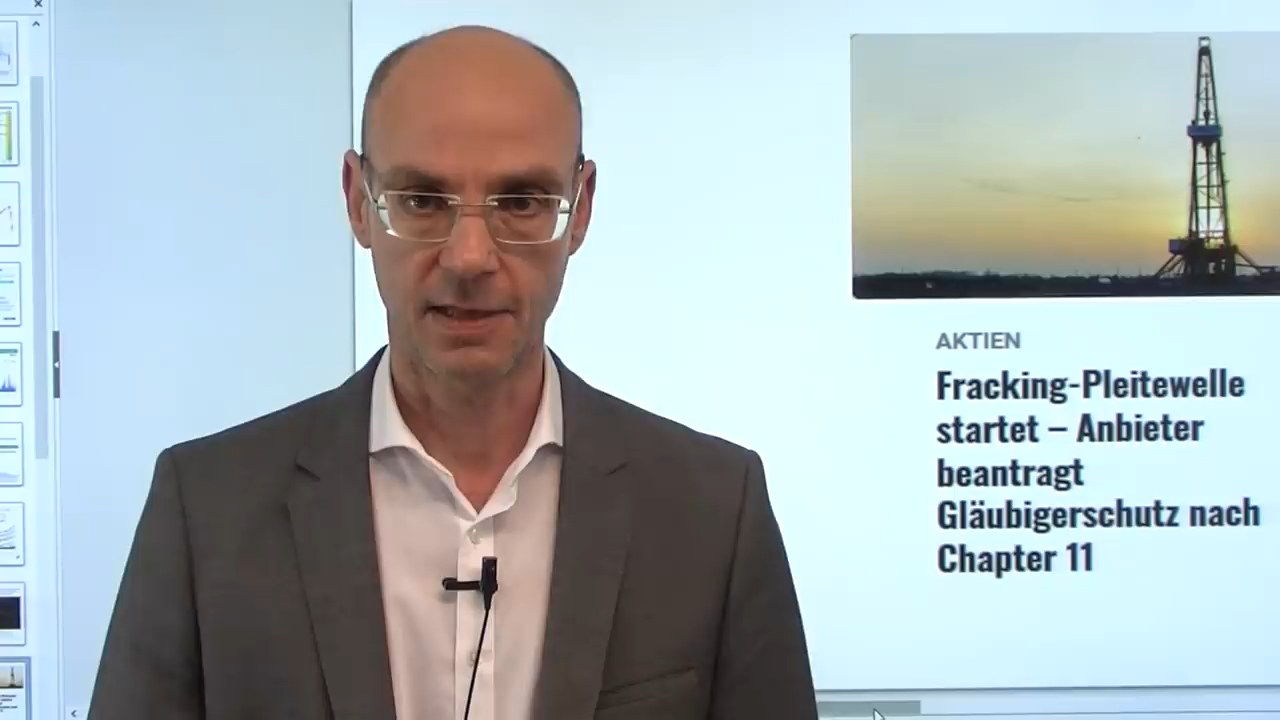 AKTIEN
Fracking-Pleitewelle
startet – Anbieter
beantragt
Gläubigerschutz nach
Chapter 11